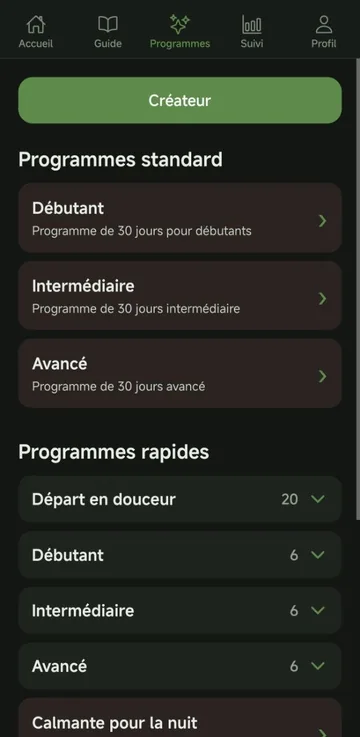 Accueil
Guide
Programmes
Suivi
Profil
Créateur
Programmes standard
Débutant
Programme de 30 jours pour débutants
Intermédiaire
Programme de 30 jours intermédiaire
Avancé
Programme de 30 jours avancé
Programmes rapides
Départ en douceur 20
Débutant 6
Intermédiaire 6
Avancé 6
Calmante pour la nuit